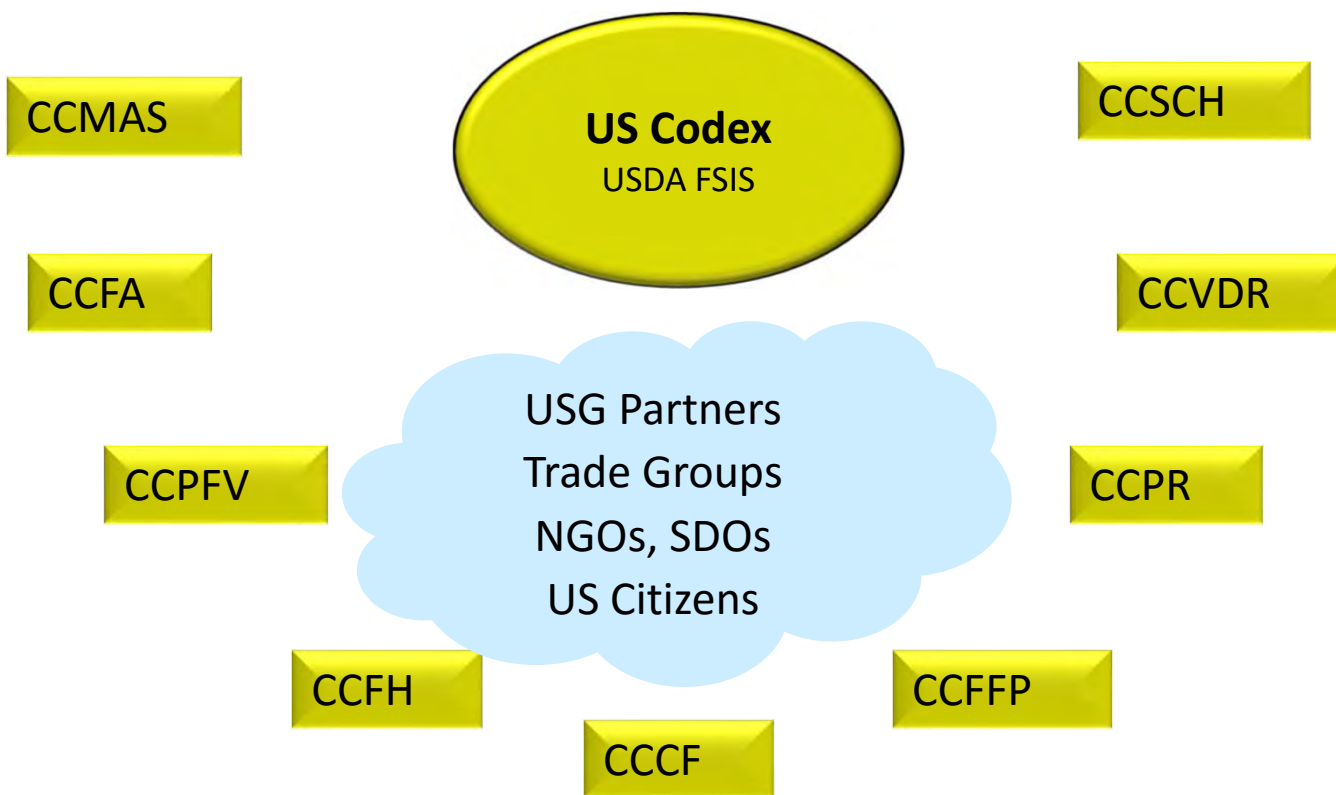 US Codex
USDA FSIS
CCMAS
CCSCH
CCFA
CCVDR
USG Partners
Trade Groups
NGOs, SDOs
US Citizens
CCPFV
CCPR
CCFH
CCFFP
CCCF